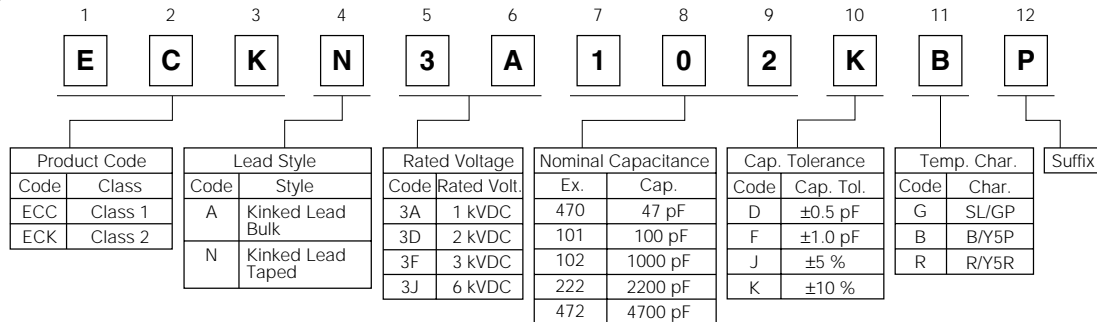 1 2 3 4 5 6 7 8 9 10 11 12
E C K N 3 A 1 0 2 K B P
Product Code
Code Class
ECC Class 1
ECK Class 2
Lead Style
Code Style
A Kinked Lead
Bulk
N Kinked Lead
Taped
Rated Voltage
Code Rated Volt.
3A 1 kVDC
3D 2 kVDC
3F 3 kVDC
3J 6 kVDC
Nominal Capacitance
Ex. Cap.
470 47 pF
101 100 pF
102 1000 pF
222 2200 pF
472 4700 pF
Cap. Tolerance
Code Cap. Tol.
D ±0.5 pF
F ±1.0 pF
J ±5 %
K ±10 %
Temp. Char.
Code Char.
G SL/GP
B B/Y5P
R R/Y5R
Suffix